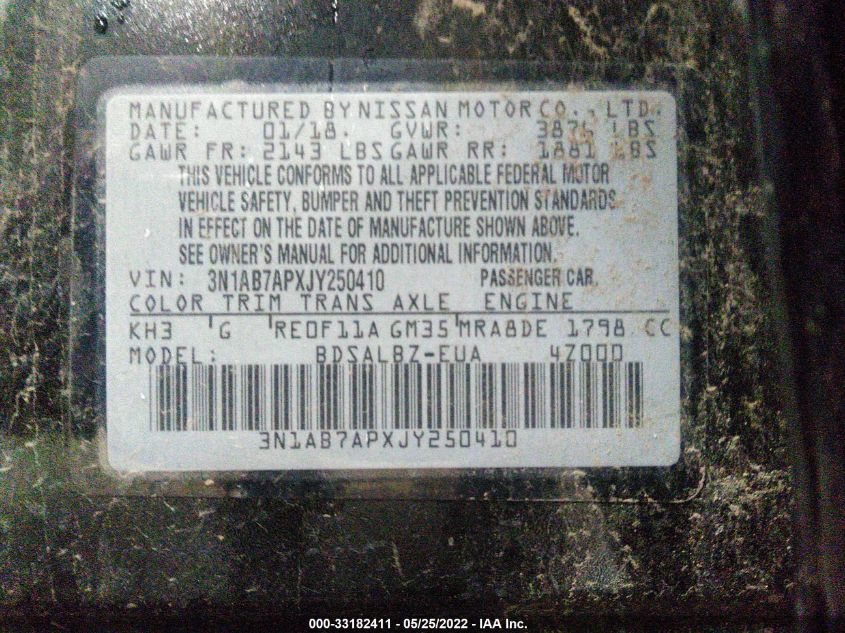 MANUFACTURED BY NISSAN MOTOR CO., LTD.
DATE: 01/18. GVWR: 3876 LBS
GAWR FR: 2143 LBS GAWR RR: 1881 LBS
THIS VEHICLE CONFORMS TO ALL APPLICABLE FEDERAL MOTOR
VEHICLE SAFETY, BUMPER AND THEFT PREVENTION STANDARDS
IN EFFECT ON THE DATE OF MANUFACTURE SHOWN ABOVE.
SEE OWNER'S MANUAL FOR ADDITIONAL INFORMATION.
VIN: 3N1AB7APXJY250410 PASSENGER CAR.
COLOR TRIM TRANS AXLE ENGINE
KH3 G RE0F11A GM35 MRA8DE 1798 CC
MODEL: BDSALBZ-EUA 4Z000
3N1AB7APXJY250410
000-33182411 - 05/25/2022 - IAA Inc.